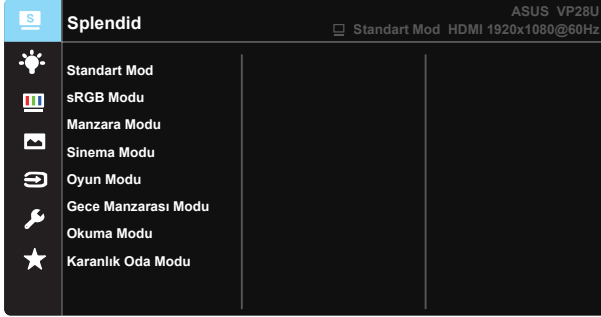 S
Splendid
ASUS VP28U
Standart Mod HDMI 1920x1080@60Hz
Standart Mod
sRGB Modu
Manzara Modu
Sinema Modu
Oyun Modu
Gece Manzarası Modu
Okuma Modu
Karanlık Oda Modu